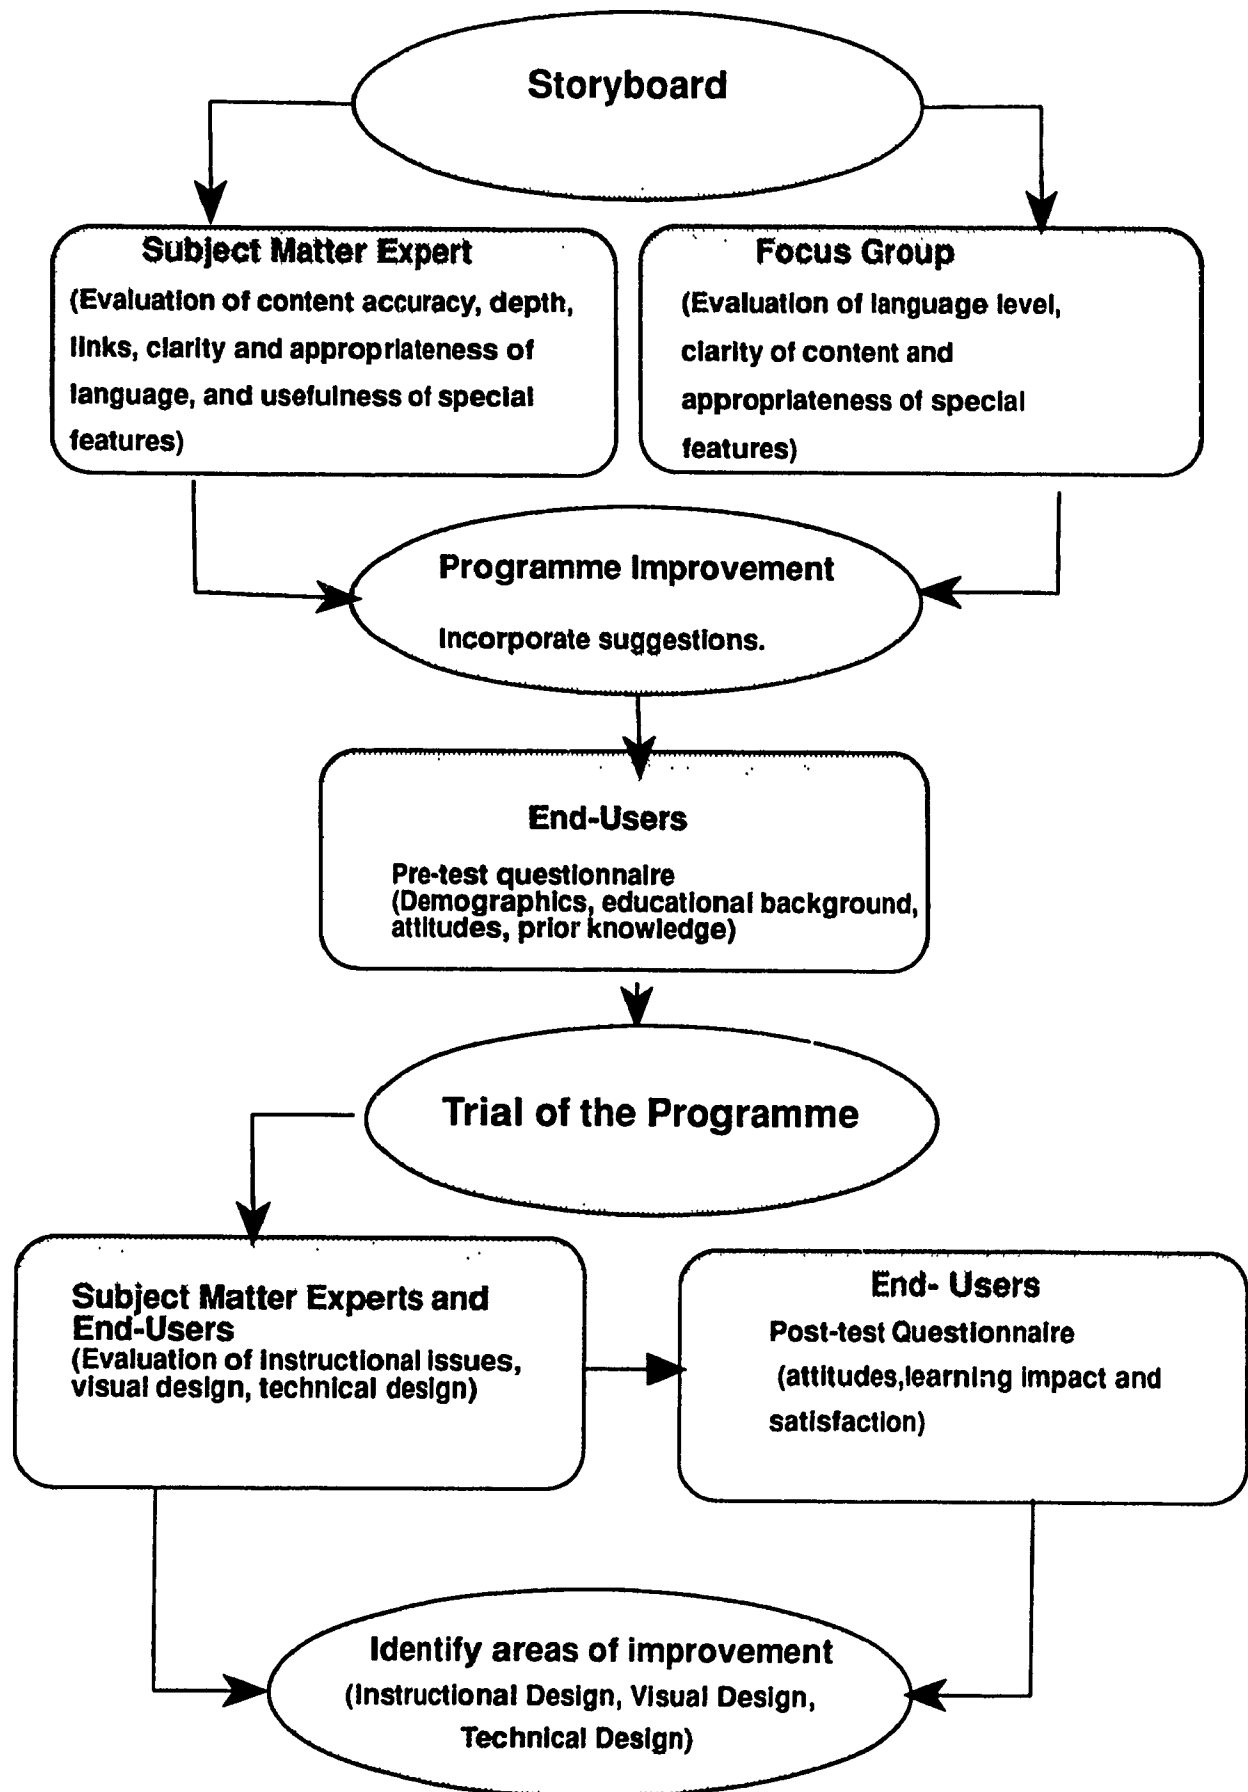 Storyboard
Subject Matter Expert
(Evaluation of content accuracy, depth,
links, clarity and appropriateness of
language, and usefulness of special
features)
Focus Group
(Evaluation of language level,
clarity of content and
appropriateness of special
features)
Programme Improvement
Incorporate suggestions.
End-Users
Pre-test questionnaire
(Demographics, educational background,
attitudes, prior knowledge)
Trial of the Programme
Subject Matter Experts and
End-Users
(Evaluation of instructional issues,
visual design, technical design)
End- Users
Post-test Questionnaire
(attitudes,learning impact and
satisfaction)
Identify areas of improvement
(Instructional Design, Visual Design,
Technical Design)